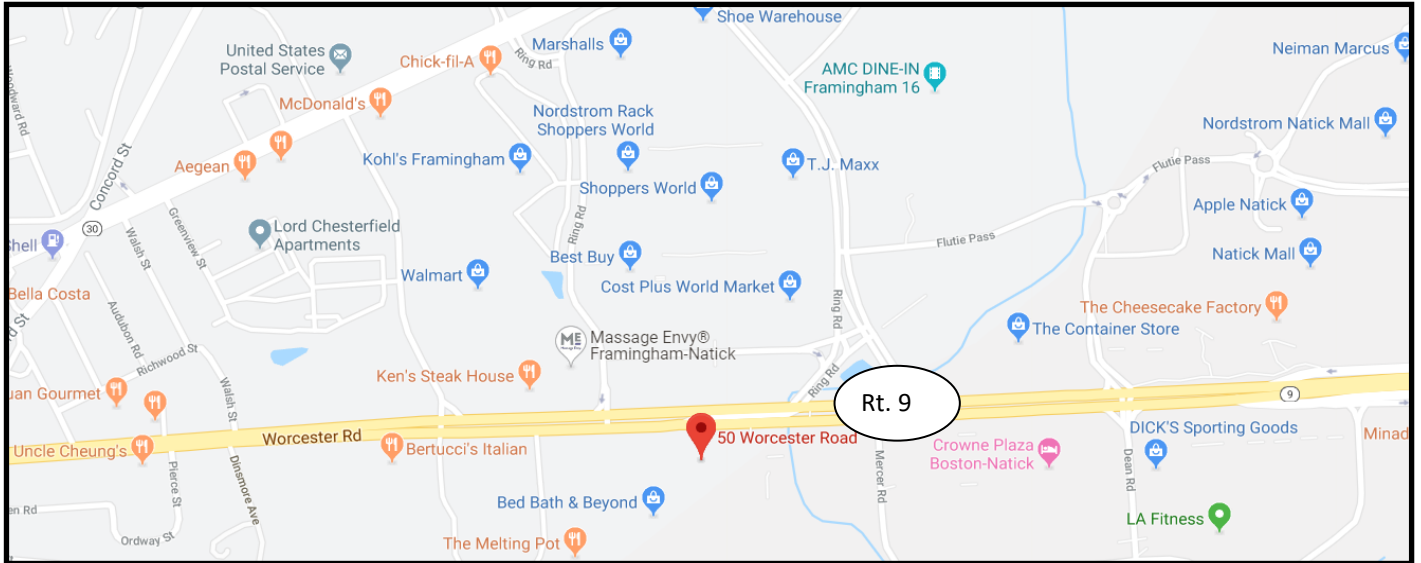 Shoe Warehouse
Marshalls
Neiman Marcus
United States
Postal Service
Chick-fil-A
Ring Rd
AMC DINE-IN
Framingham 16
McDonald's
Nordstrom Rack
Shoppers World
Nordstrom Natick Mall
Kohl's Framingham
Aegean
T.J. Maxx
Flutie Pass
Concord St
Shoppers World
Apple Natick
30
Greenview St
Walsh St
Lord Chesterfield
Apartments
Ring Rd
Flutie Pass
Natick Mall
Best Buy
Walmart
Cost Plus World Market
Bella Costa
Audubon Rd
Ring Rd
The Cheesecake Factory
The Container Store
Massage Envy®
Framingham-Natick
Richwood St
Ken's Steak House
Ring Rd
Walsh St
Rt. 9
9
Worcester Rd
50 Worcester Road
DICK'S Sporting Goods
Uncle Cheung's
Bertucci's Italian
Crowne Plaza
Boston-Natick
Pierce St
Dinsmore Ave
Mercer Rd
Dean Rd
Bed Bath & Beyond
LA Fitness
Ordway St
The Melting Pot